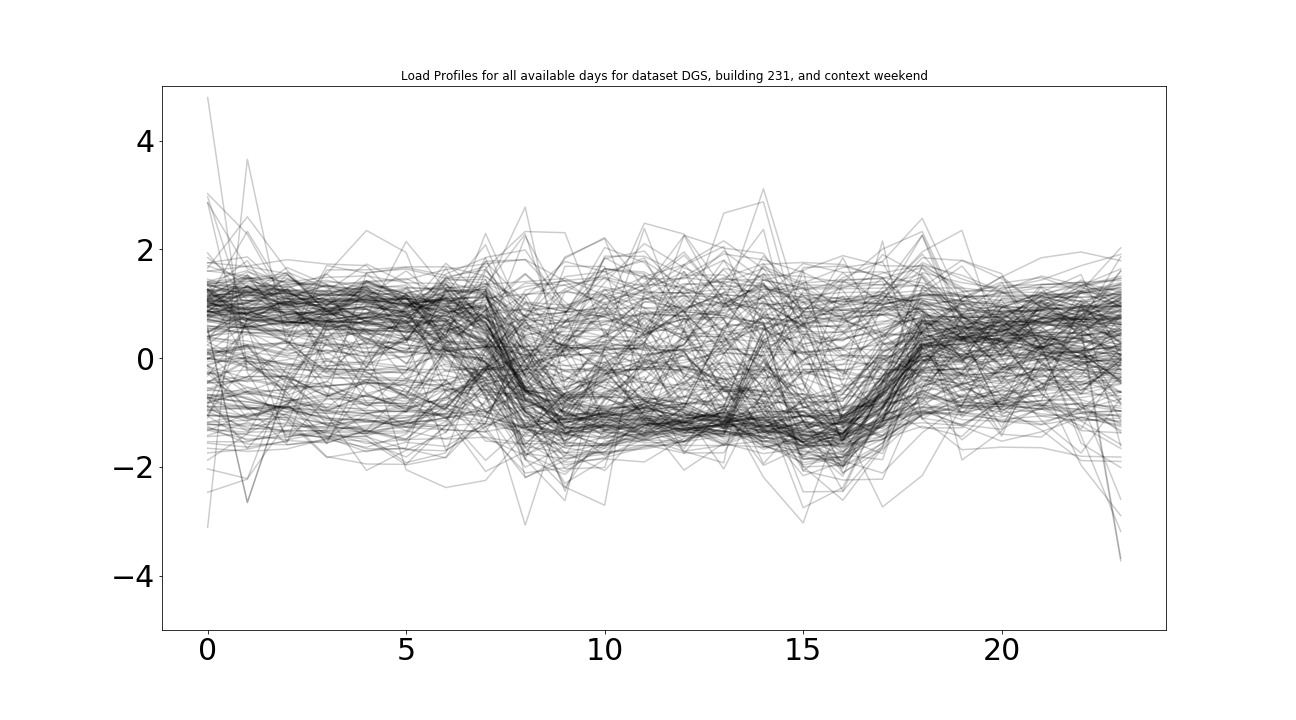 Load Profiles for all available days for dataset DGS, building 231, and context weekend
4
2
0
−2
−4
0 5 10 15 20